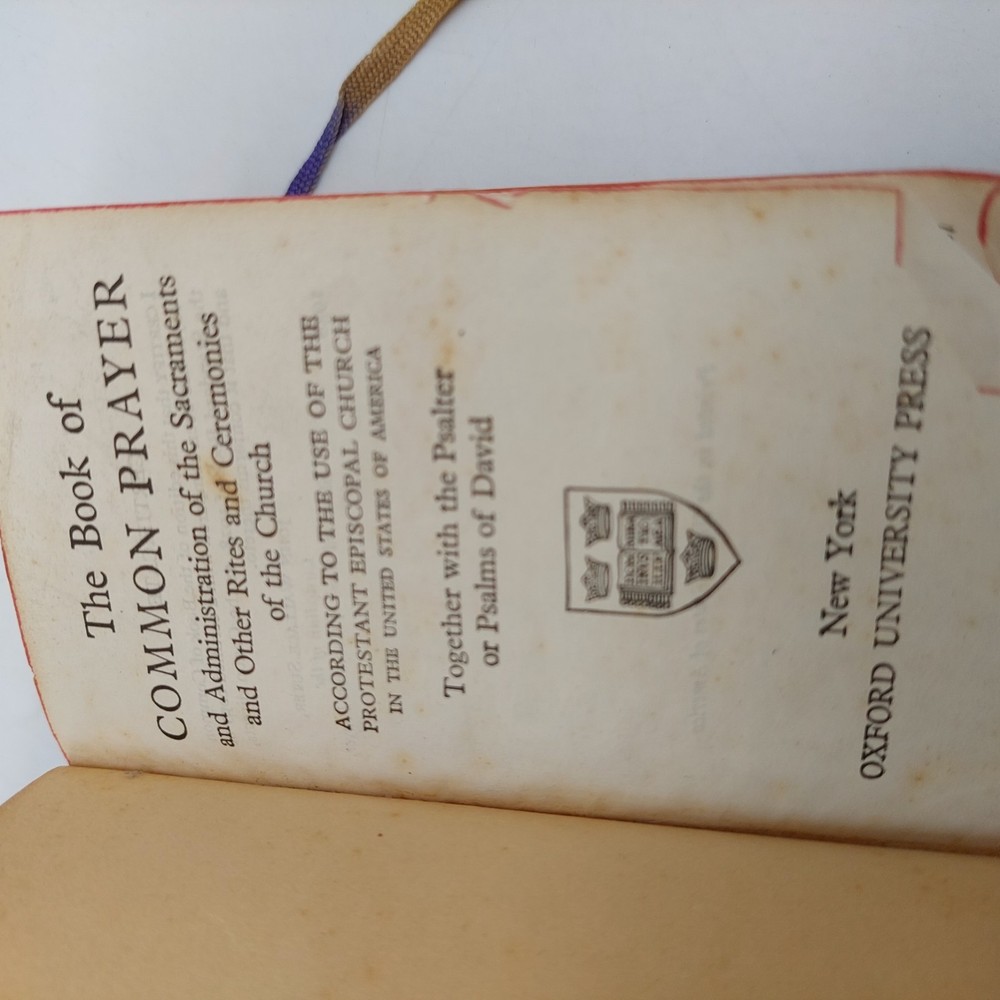 The Book of
COMMON PRAYER
and Administration of the Sacraments
and Other Rites and Ceremonies
of the Church
ACCORDING TO THE USE OF THE
PROTESTANT EPISCOPAL CHURCH
IN THE UNITED STATES OF AMERICA
Together with the Psalter
or Psalms of David
New York
OXFORD UNIVERSITY PRESS